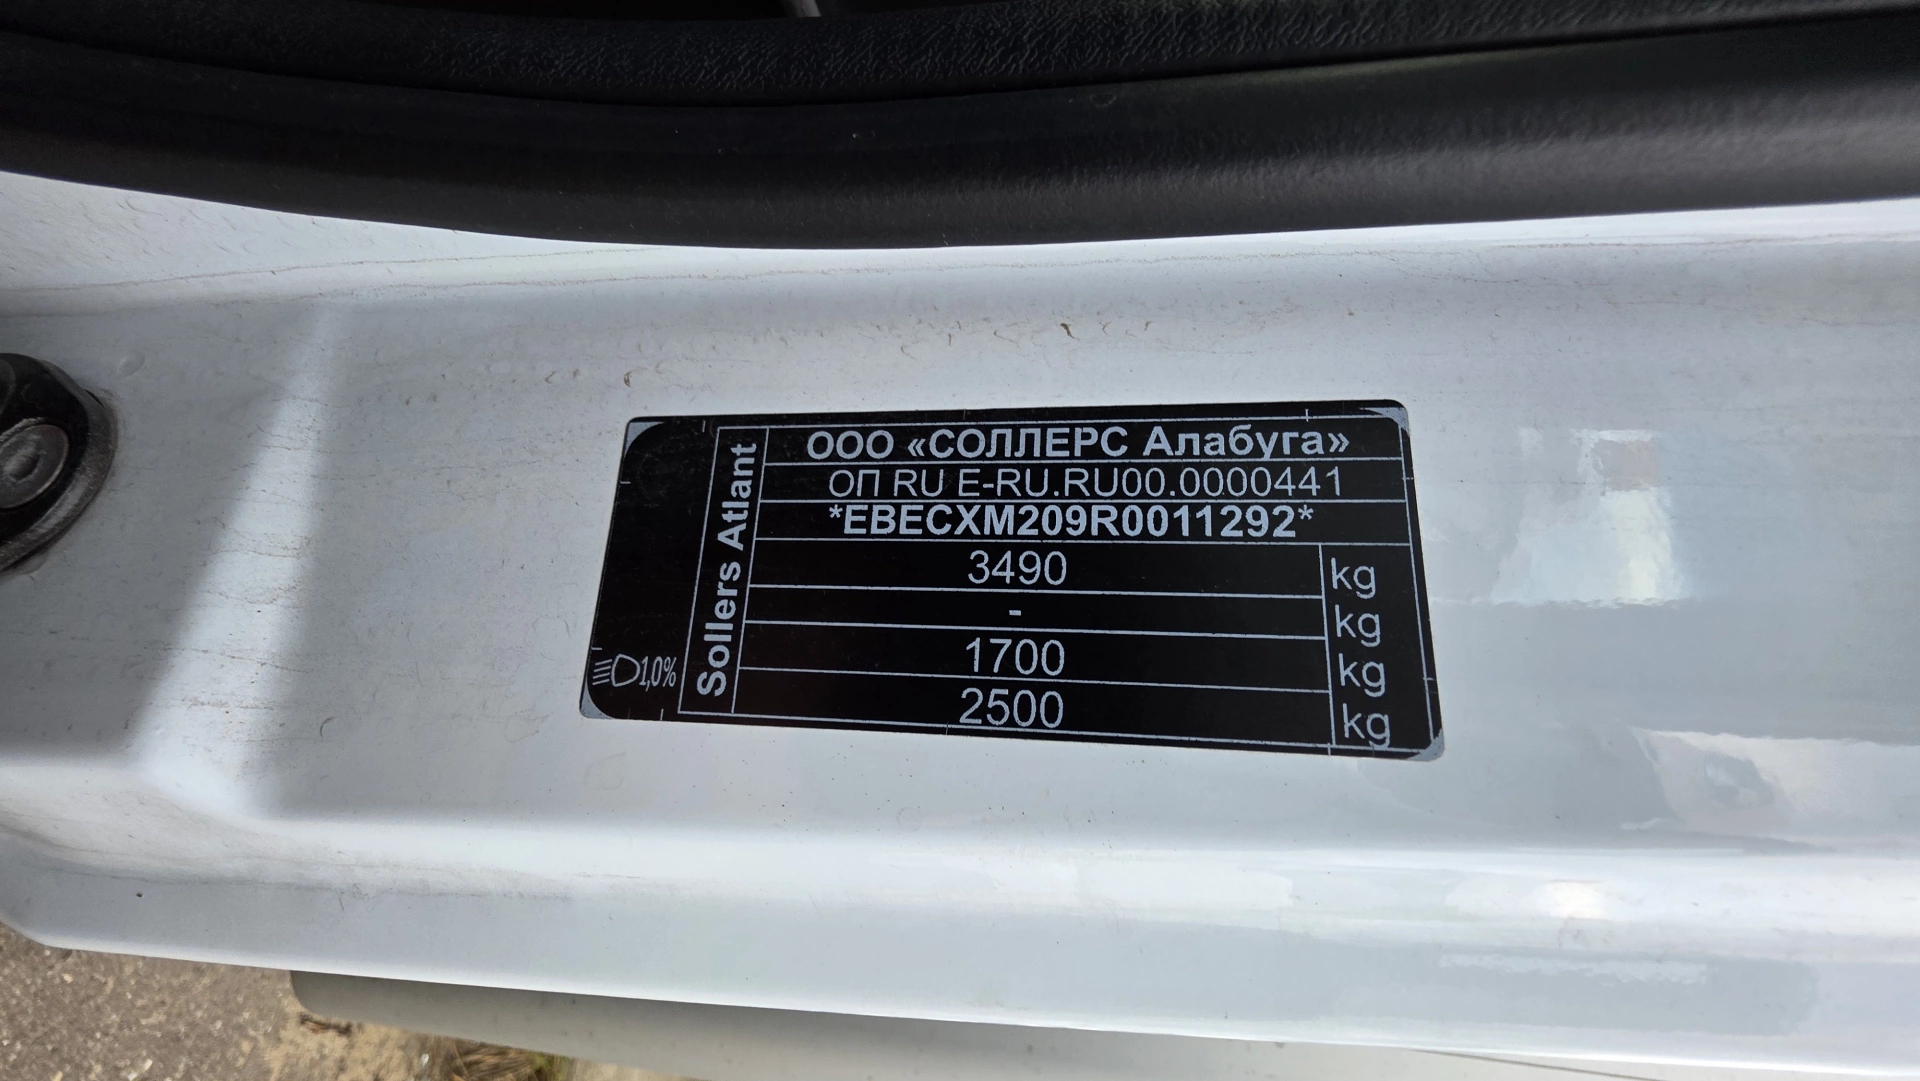 ООО «СОЛЛЕРС Алабуга»
ОП RU E-RU.RU00.0000441
*EBECXM209R0011292*
3490 kg
- kg
1700 kg
2500 kg
Sollers Atlant
1,0%